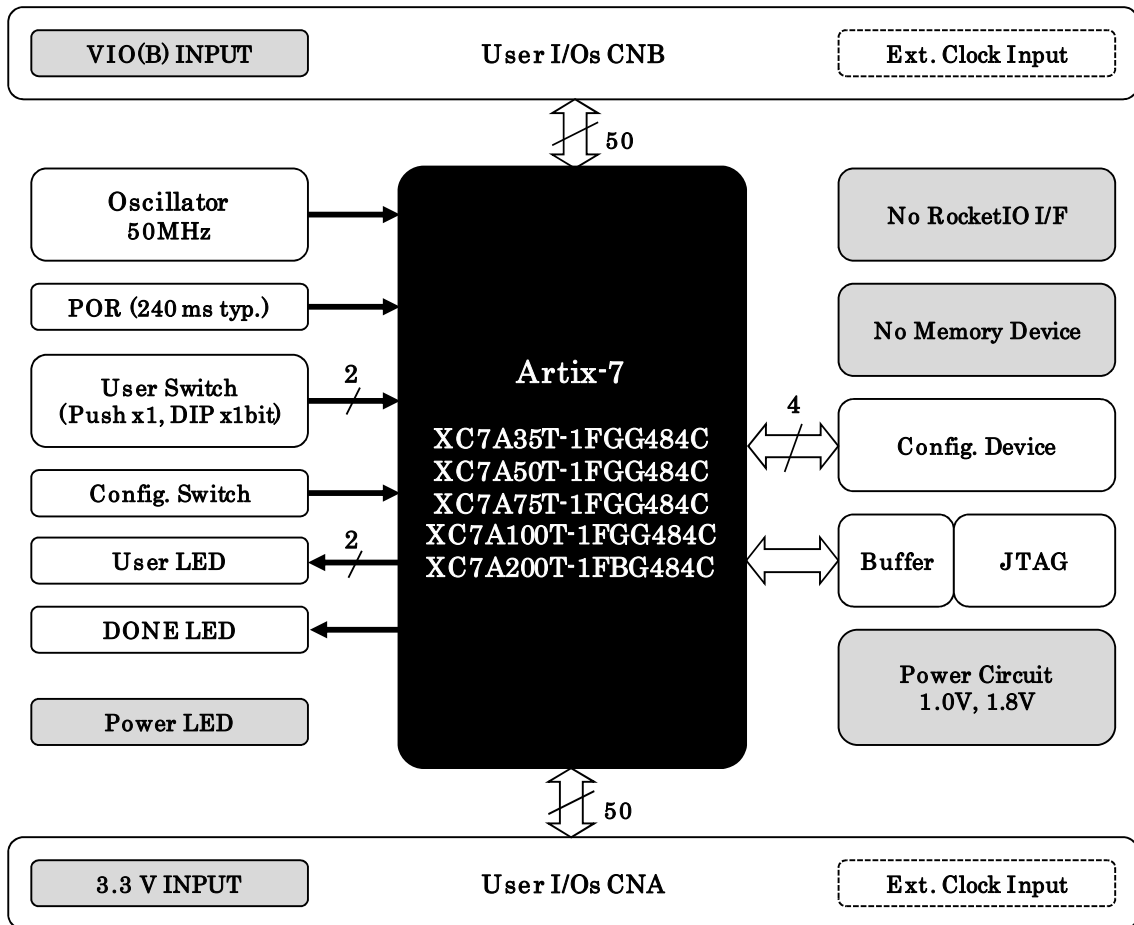 VIO(B) INPUT
User I/Os CNB
Ext. Clock Input
50
Oscillator
50MHz
POR (240 ms typ.)
User Switch
(Push x1, DIP x1bit)
2
Config. Switch
User LED
2
DONE LED
Power LED
Artix-7
XC7A35T-1FGG484C
XC7A50T-1FGG484C
XC7A75T-1FGG484C
XC7A100T-1FGG484C
XC7A200T-1FBG484C
No RocketIO I/F
No Memory Device
4
Config. Device
Buffer
JTAG
Power Circuit
1.0V, 1.8V
50
3.3 V INPUT
User I/Os CNA
Ext. Clock Input